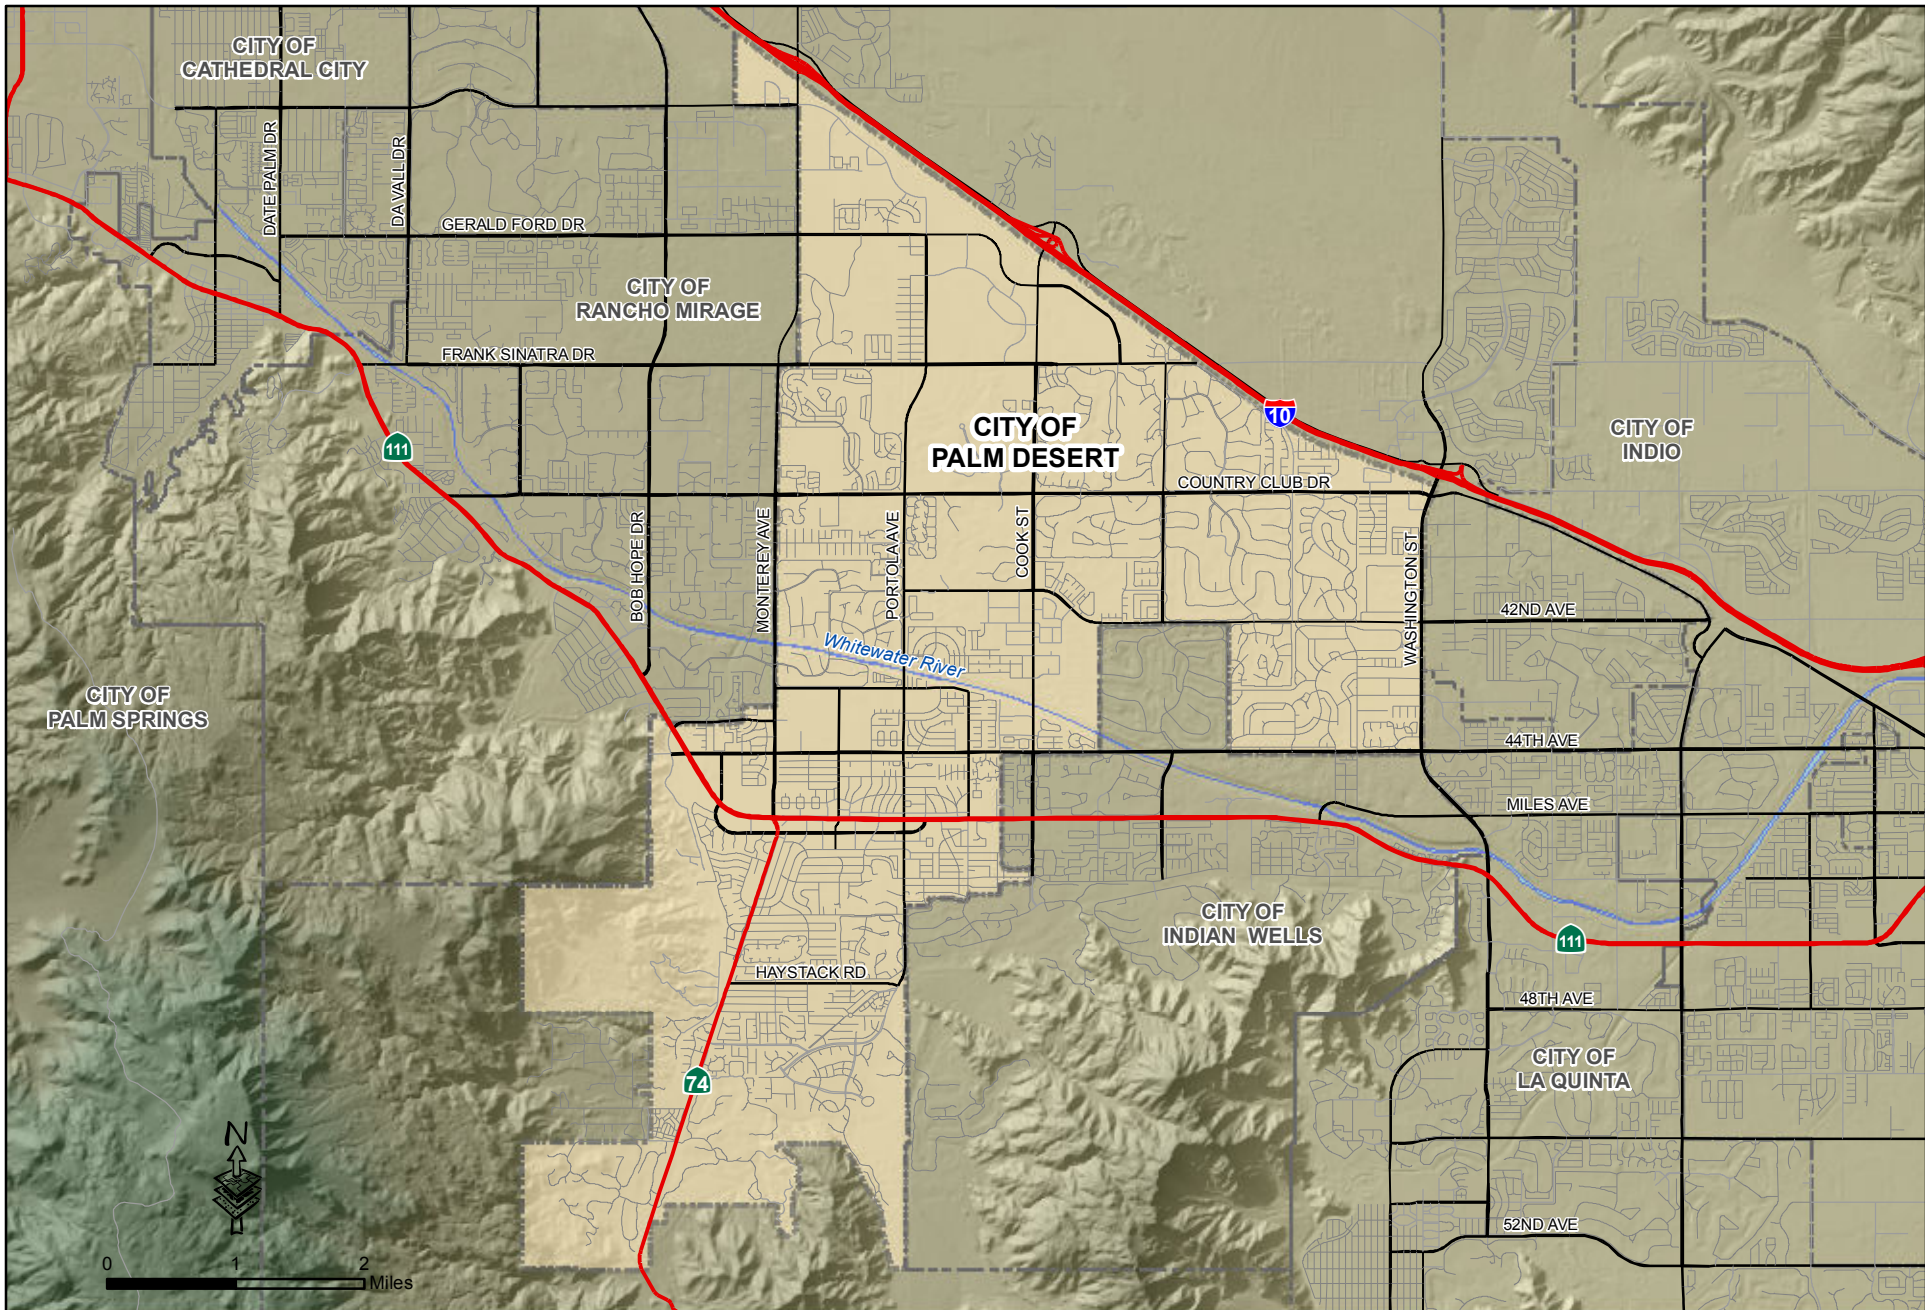 CITY OF
CATHEDRAL CITY
DATE PALM DR
DA VALL DR
GERALD FORD DR
CITY OF
RANCHO MIRAGE
FRANK SINATRA DR
10
CITY OF
PALM DESERT
CITY OF
INDIO
111
COUNTRY CLUB DR
BOB HOPE DR
MONTEREY AVE
PORTOLA AVE
COOK ST
WASHINGTON ST
42ND AVE
Whitewater River
CITY OF
PALM SPRINGS
44TH AVE
MILES AVE
CITY OF
INDIAN WELLS
111
HAYSTACK RD
48TH AVE
CITY OF
LA QUINTA
74
N
52ND AVE
0 1 2
Miles